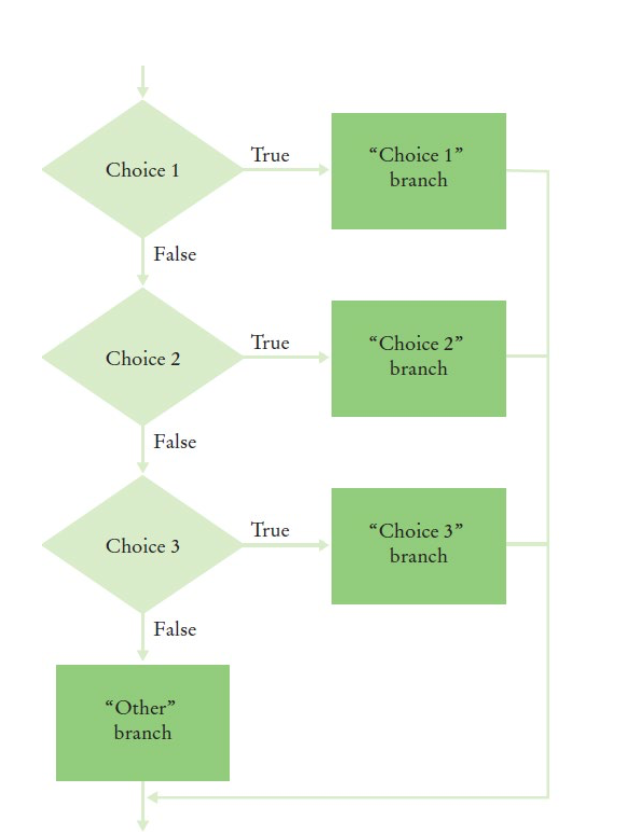 Choice 1
True
“Choice 1”
branch
False
Choice 2
True
“Choice 2”
branch
False
Choice 3
True
“Choice 3”
branch
False
“Other”
branch